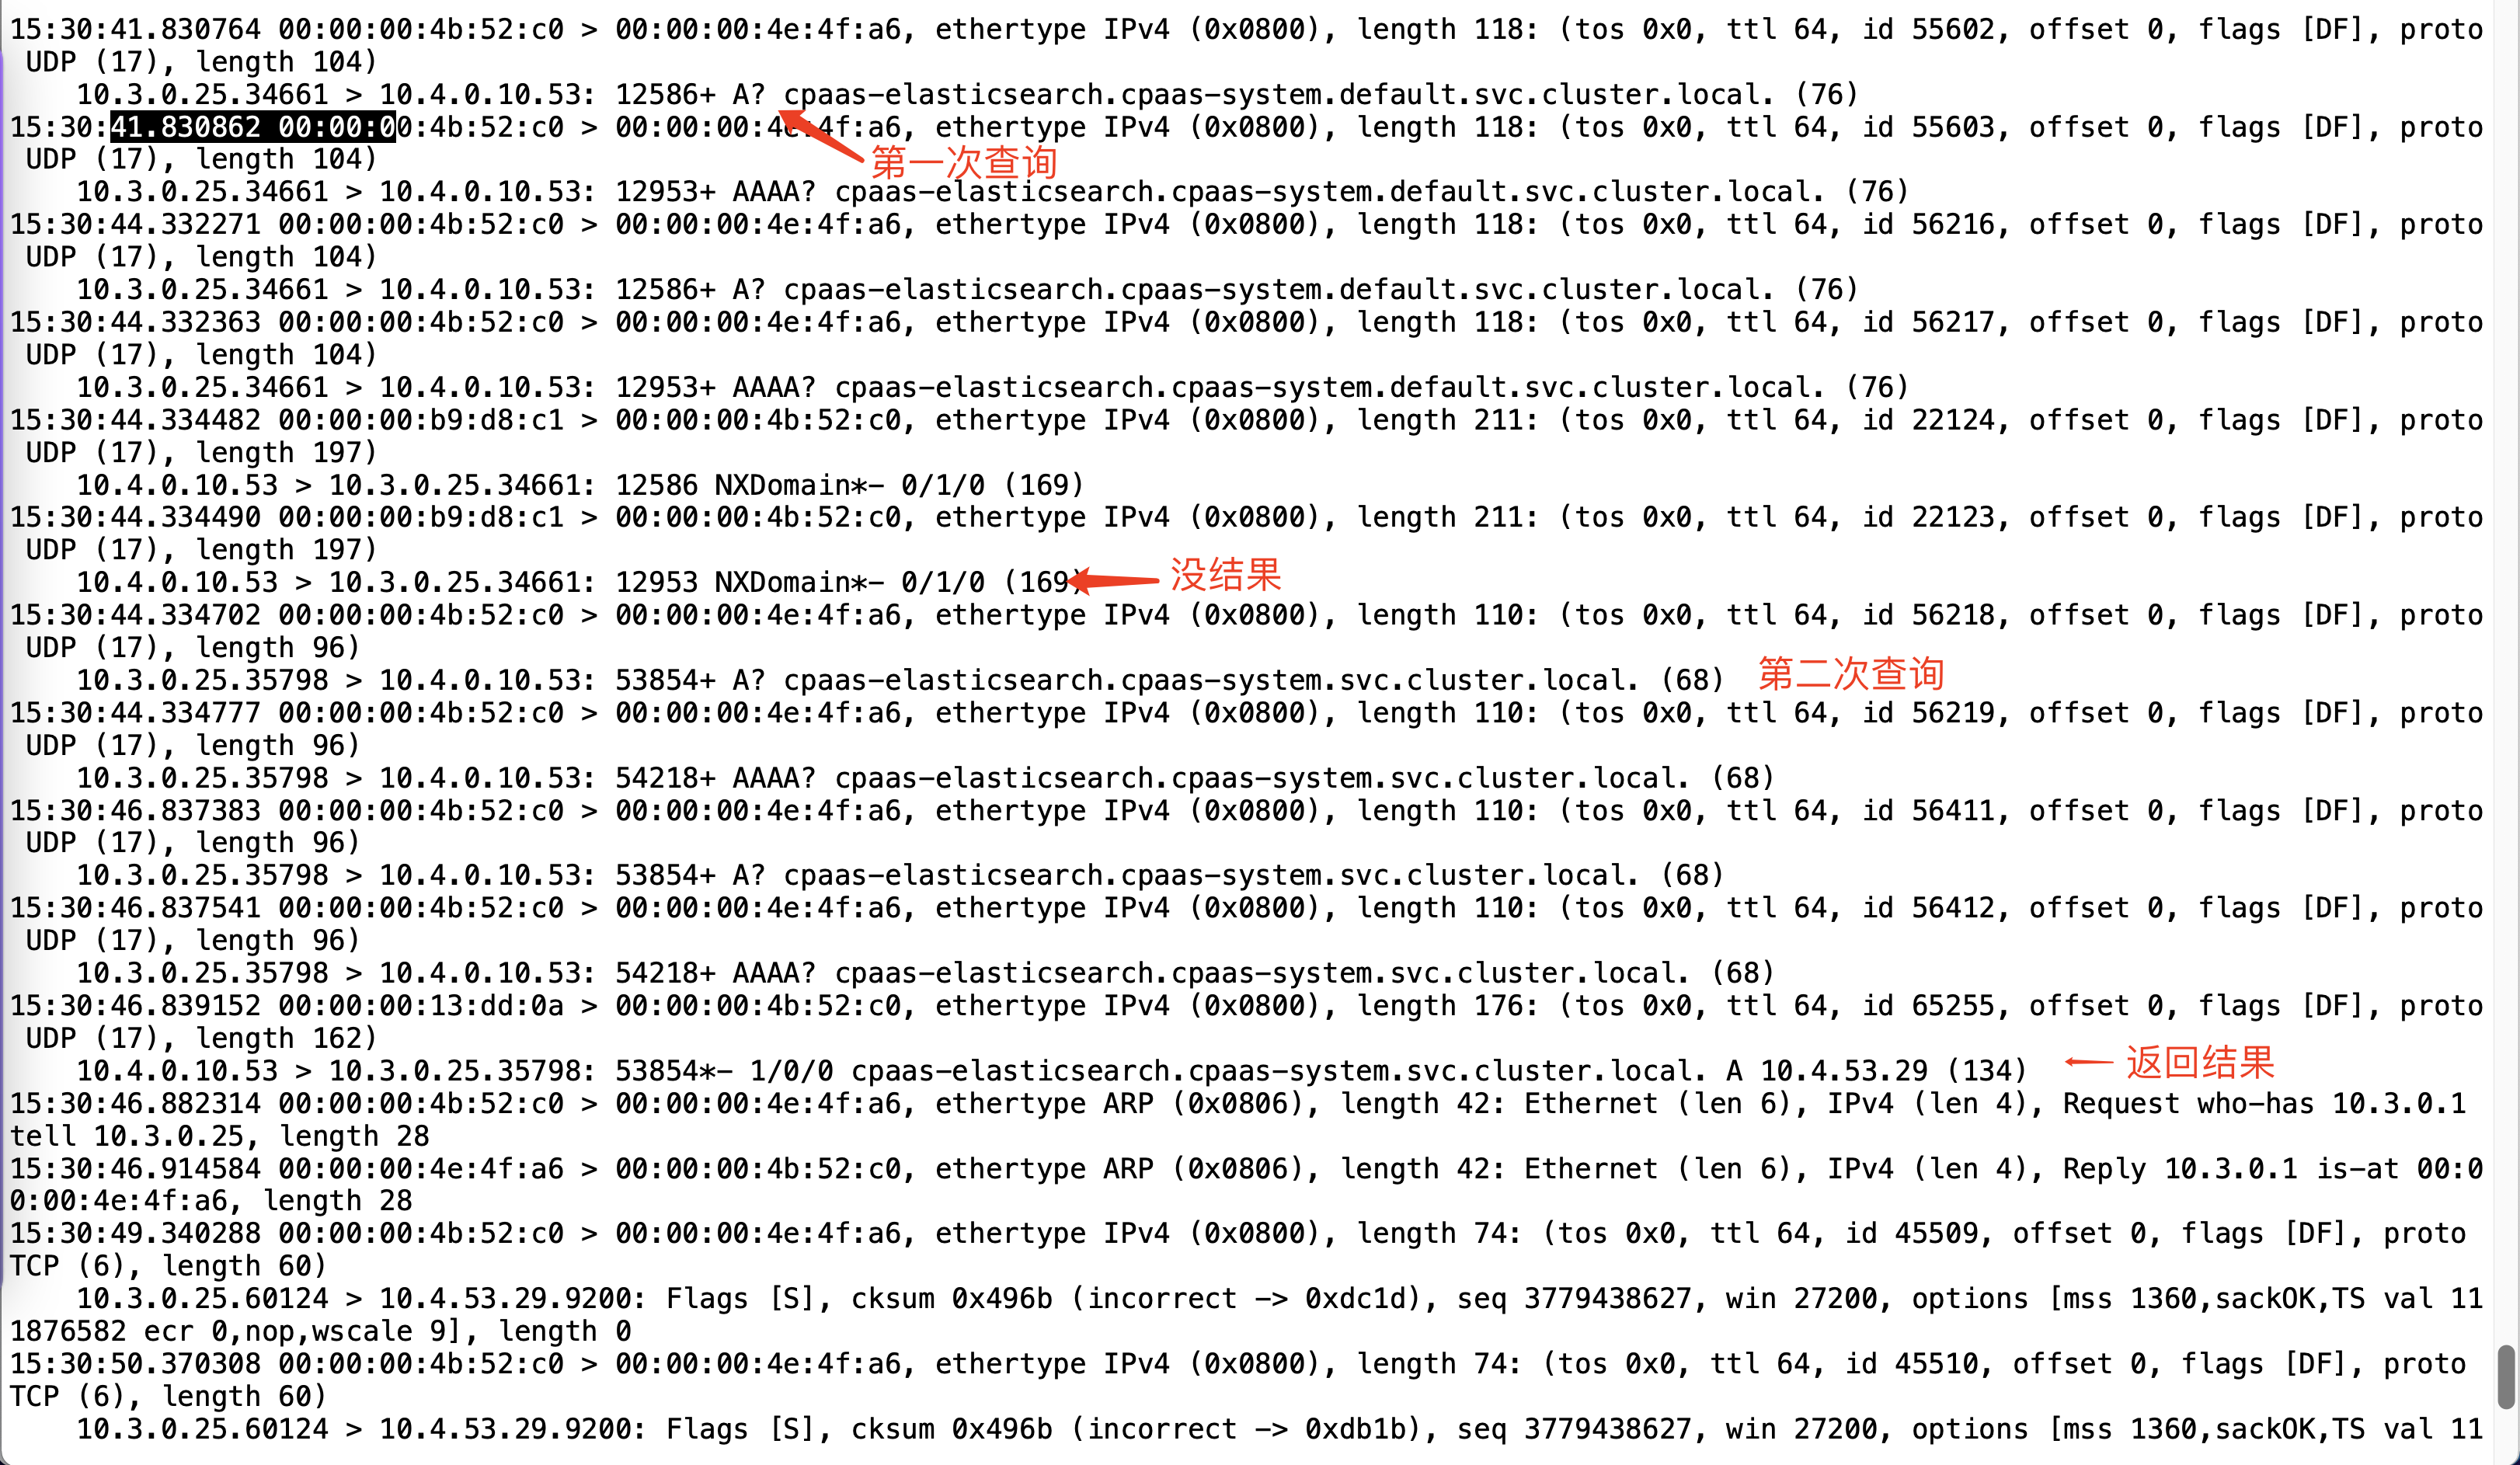 15:30:41.830764 00:00:00:4b:52:c0 > 00:00:00:4e:4f:a6, ethertype IPv4 (0x0800), length 118: (tos 0x0, ttl 64, id 55602, offset 0, flags [DF], proto
UDP (17), length 104)
10.3.0.25.34661 > 10.4.0.10.53: 12586+ A? cpaas-elasticsearch.cpaas-system.default.svc.cluster.local. (76)
15:30:41.830862 00:00:00:4b:52:c0 > 00:00:00:4e:4f:a6, ethertype IPv4 (0x0800), length 118: (tos 0x0, ttl 64, id 55603, offset 0, flags [DF], proto
UDP (17), length 104)
第一次查询
10.3.0.25.34661 > 10.4.0.10.53: 12953+ AAAA? cpaas-elasticsearch.cpaas-system.default.svc.cluster.local. (76)
15:30:44.332271 00:00:00:4b:52:c0 > 00:00:00:4e:4f:a6, ethertype IPv4 (0x0800), length 118: (tos 0x0, ttl 64, id 56216, offset 0, flags [DF], proto
UDP (17), length 104)
10.3.0.25.34661 > 10.4.0.10.53: 12586+ A? cpaas-elasticsearch.cpaas-system.default.svc.cluster.local. (76)
15:30:44.332363 00:00:00:4b:52:c0 > 00:00:00:4e:4f:a6, ethertype IPv4 (0x0800), length 118: (tos 0x0, ttl 64, id 56217, offset 0, flags [DF], proto
UDP (17), length 104)
10.3.0.25.34661 > 10.4.0.10.53: 12953+ AAAA? cpaas-elasticsearch.cpaas-system.default.svc.cluster.local. (76)
15:30:44.334482 00:00:00:b9:d8:c1 > 00:00:00:4b:52:c0, ethertype IPv4 (0x0800), length 211: (tos 0x0, ttl 64, id 22124, offset 0, flags [DF], proto
UDP (17), length 197)
10.4.0.10.53 > 10.3.0.25.34661: 12586 NXDomain*- 0/1/0 (169)
15:30:44.334490 00:00:00:b9:d8:c1 > 00:00:00:4b:52:c0, ethertype IPv4 (0x0800), length 211: (tos 0x0, ttl 64, id 22123, offset 0, flags [DF], proto
UDP (17), length 197)
10.4.0.10.53 > 10.3.0.25.34661: 12953 NXDomain*- 0/1/0 (169) 没结果
15:30:44.334702 00:00:00:4b:52:c0 > 00:00:00:4e:4f:a6, ethertype IPv4 (0x0800), length 110: (tos 0x0, ttl 64, id 56218, offset 0, flags [DF], proto
UDP (17), length 96)
10.3.0.25.35798 > 10.4.0.10.53: 53854+ A? cpaas-elasticsearch.cpaas-system.svc.cluster.local. (68) 第二次查询
15:30:44.334777 00:00:00:4b:52:c0 > 00:00:00:4e:4f:a6, ethertype IPv4 (0x0800), length 110: (tos 0x0, ttl 64, id 56219, offset 0, flags [DF], proto
UDP (17), length 96)
10.3.0.25.35798 > 10.4.0.10.53: 54218+ AAAA? cpaas-elasticsearch.cpaas-system.svc.cluster.local. (68)
15:30:46.837383 00:00:00:4b:52:c0 > 00:00:00:4e:4f:a6, ethertype IPv4 (0x0800), length 110: (tos 0x0, ttl 64, id 56411, offset 0, flags [DF], proto
UDP (17), length 96)
10.3.0.25.35798 > 10.4.0.10.53: 53854+ A? cpaas-elasticsearch.cpaas-system.svc.cluster.local. (68)
15:30:46.837541 00:00:00:4b:52:c0 > 00:00:00:4e:4f:a6, ethertype IPv4 (0x0800), length 110: (tos 0x0, ttl 64, id 56412, offset 0, flags [DF], proto
UDP (17), length 96)
10.3.0.25.35798 > 10.4.0.10.53: 54218+ AAAA? cpaas-elasticsearch.cpaas-system.svc.cluster.local. (68)
15:30:46.839152 00:00:00:13:dd:0a > 00:00:00:4b:52:c0, ethertype IPv4 (0x0800), length 176: (tos 0x0, ttl 64, id 65255, offset 0, flags [DF], proto
UDP (17), length 162)
10.4.0.10.53 > 10.3.0.25.35798: 53854*- 1/0/0 cpaas-elasticsearch.cpaas-system.svc.cluster.local. A 10.4.53.29 (134) 返回结果
15:30:46.882314 00:00:00:4b:52:c0 > 00:00:00:4e:4f:a6, ethertype ARP (0x0806), length 42: Ethernet (len 6), IPv4 (len 4), Request who-has 10.3.0.1
tell 10.3.0.25, length 28
15:30:46.914584 00:00:00:4e:4f:a6 > 00:00:00:4b:52:c0, ethertype ARP (0x0806), length 42: Ethernet (len 6), IPv4 (len 4), Reply 10.3.0.1 is-at 00:0
0:00:4e:4f:a6, length 28
15:30:49.340288 00:00:00:4b:52:c0 > 00:00:00:4e:4f:a6, ethertype IPv4 (0x0800), length 74: (tos 0x0, ttl 64, id 45509, offset 0, flags [DF], proto
TCP (6), length 60)
10.3.0.25.60124 > 10.4.53.29.9200: Flags [S], cksum 0x496b (incorrect -> 0xdc1d), seq 3779438627, win 27200, options [mss 1360,sackOK,TS val 11
1876582 ecr 0,nop,wscale 9], length 0
15:30:50.370308 00:00:00:4b:52:c0 > 00:00:00:4e:4f:a6, ethertype IPv4 (0x0800), length 74: (tos 0x0, ttl 64, id 45510, offset 0, flags [DF], proto
TCP (6), length 60)
10.3.0.25.60124 > 10.4.53.29.9200: Flags [S], cksum 0x496b (incorrect -> 0xdb1b), seq 3779438627, win 27200, options [mss 1360,sackOK,TS val 11